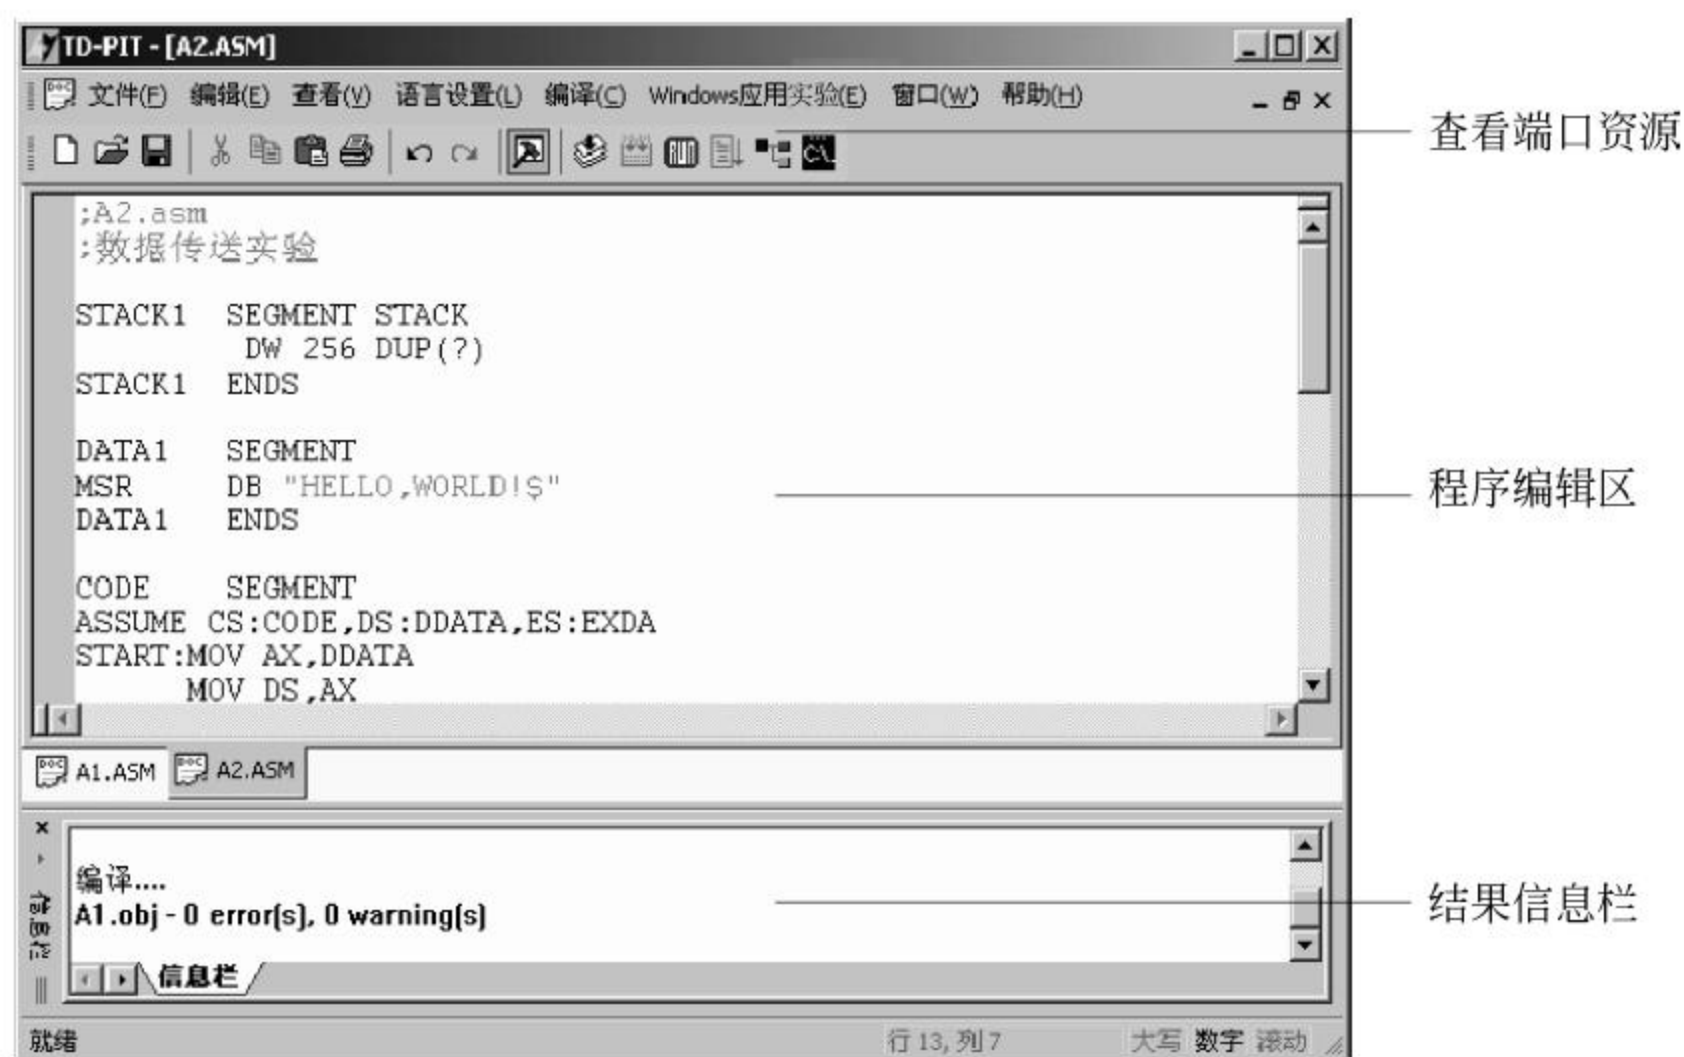 TD-PIT - [A2.ASM]
文件(F) 编辑(E) 查看(V) 语言设置(L) 编译(C) Windows应用实验(E) 窗口(W) 帮助(H)
查看端口资源
;A2.asm
;数据传送实验
STACK1 SEGMENT STACK
DW 256 DUP(?)
STACK1 ENDS
DATA1 SEGMENT
MSR DB "HELLO,WORLD!$"
程序编辑区
DATA1 ENDS
CODE SEGMENT
ASSUME CS:CODE,DS:DDATA,ES:EXDA
START:MOV AX,DDATA
MOV DS,AX
A1.ASM A2.ASM
编译....
A1.obj - 0 error(s), 0 warning(s)
结果信息栏
信息栏
信息栏
就绪 行 13, 列 7 大写 数字 滚动